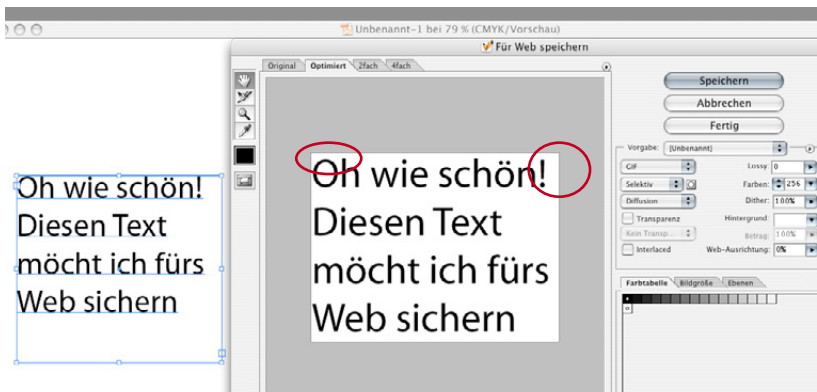 Unbenannt-1 bei 79 % (CMYK/Vorschau)
Für Web speichern
Original Optimiert 2fach 4fach
Speichern
Abbrechen
Fertig
Vorgabe: [Unbenannt]
GIF Lossy: 0
Selektiv Farben: 256
Diffusion Dither: 100%
Transparenz Hintergrund:
Kein Transp... Betrag: 100%
Interlaced Web-Ausrichtung: 0%
Farbtabelle Bildgröße Ebenen
Oh wie schön!
Diesen Text
möcht ich fürs
Web sichern
Oh wie schön!
Diesen Text
möcht ich fürs
Web sichern